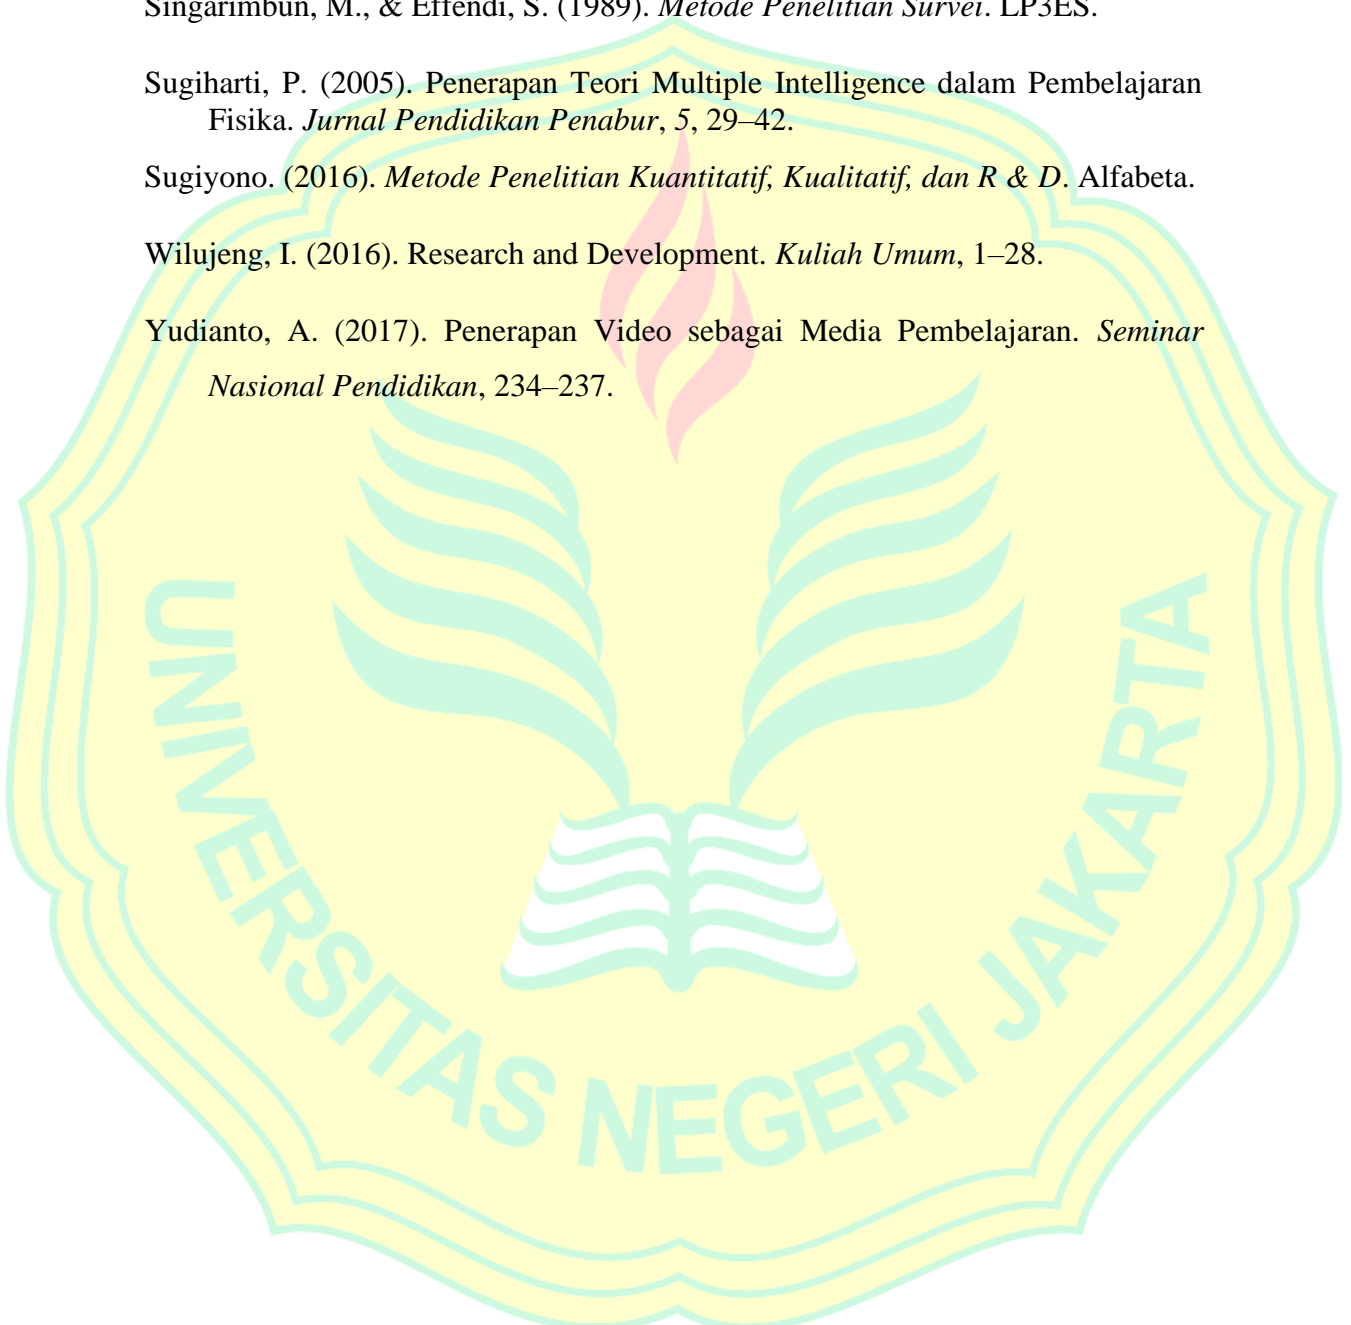 Singarimbun, M., & Effendi, S. (1989). Metode Penelitian Survei. LP3ES.
Sugiharti, P. (2005). Penerapan Teori Multiple Intelligence dalam Pembelajaran
Fisika. Jurnal Pendidikan Penabur, 5, 29–42.
Sugiyono. (2016). Metode Penelitian Kuantitatif, Kualitatif, dan R & D. Alfabeta.
Wilujeng, I. (2016). Research and Development. Kuliah Umum, 1–28.
Yudianto, A. (2017). Penerapan Video sebagai Media Pembelajaran. Seminar
Nasional Pendidikan, 234–237.
UNIVERSITAS NEGERI JAKARTA